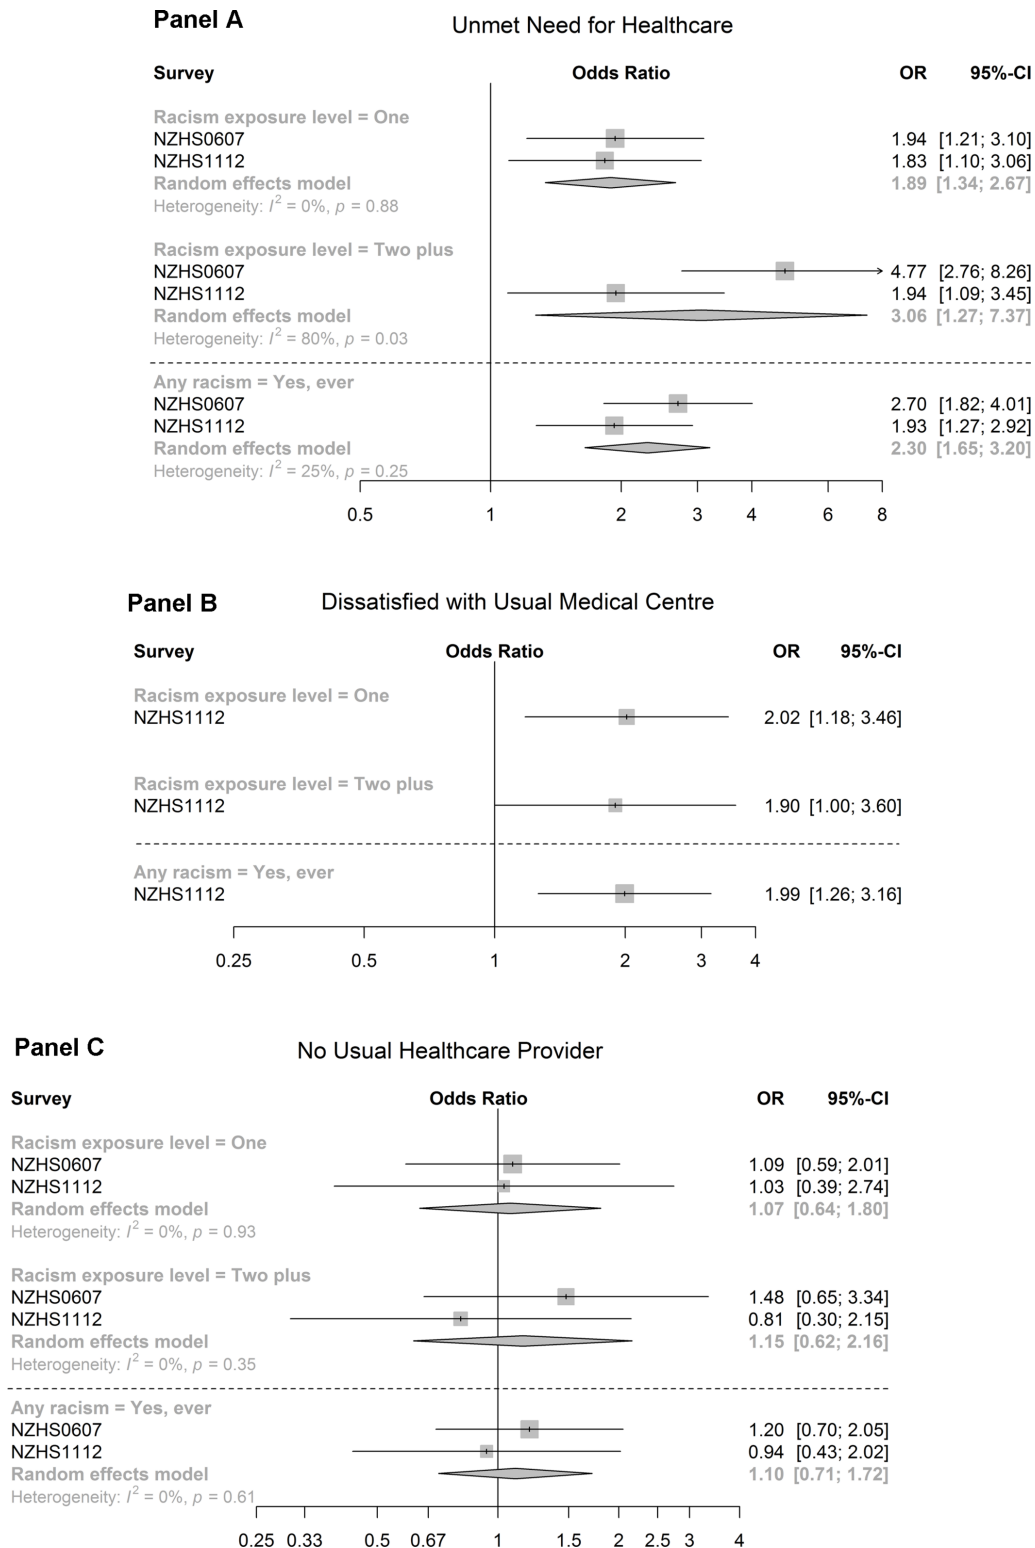 Panel A
Unmet Need for Healthcare
Survey Odds Ratio OR 95%-CI
Racism exposure level = One
NZHS0607 1.94 [1.21; 3.10]
NZHS1112 1.83 [1.10; 3.06]
Random effects model 1.89 [1.34; 2.67]
Heterogeneity: I² = 0%, p = 0.88
Racism exposure level = Two plus
NZHS0607 4.77 [2.76; 8.26]
NZHS1112 1.94 [1.09; 3.45]
Random effects model 3.06 [1.27; 7.37]
Heterogeneity: I² = 80%, p = 0.03
Any racism = Yes, ever
NZHS0607 2.70 [1.82; 4.01]
NZHS1112 1.93 [1.27; 2.92]
Random effects model 2.30 [1.65; 3.20]
Heterogeneity: I² = 25%, p = 0.25
0.5 1 2 3 4 6 8
Panel B
Dissatisfied with Usual Medical Centre
Survey Odds Ratio OR 95%-CI
Racism exposure level = One
NZHS1112 2.02 [1.18; 3.46]
Racism exposure level = Two plus
NZHS1112 1.90 [1.00; 3.60]
Any racism = Yes, ever
NZHS1112 1.99 [1.26; 3.16]
0.25 0.5 1 2 3 4
Panel C
No Usual Healthcare Provider
Survey Odds Ratio OR 95%-CI
Racism exposure level = One
NZHS0607 1.09 [0.59; 2.01]
NZHS1112 1.03 [0.39; 2.74]
Random effects model 1.07 [0.64; 1.80]
Heterogeneity: I² = 0%, p = 0.93
Racism exposure level = Two plus
NZHS0607 1.48 [0.65; 3.34]
NZHS1112 0.81 [0.30; 2.15]
Random effects model 1.15 [0.62; 2.16]
Heterogeneity: I² = 0%, p = 0.35
Any racism = Yes, ever
NZHS0607 1.20 [0.70; 2.05]
NZHS1112 0.94 [0.43; 2.02]
Random effects model 1.10 [0.71; 1.72]
Heterogeneity: I² = 0%, p = 0.61
0.25 0.33 0.5 0.67 1 1.5 2 2.5 3 4